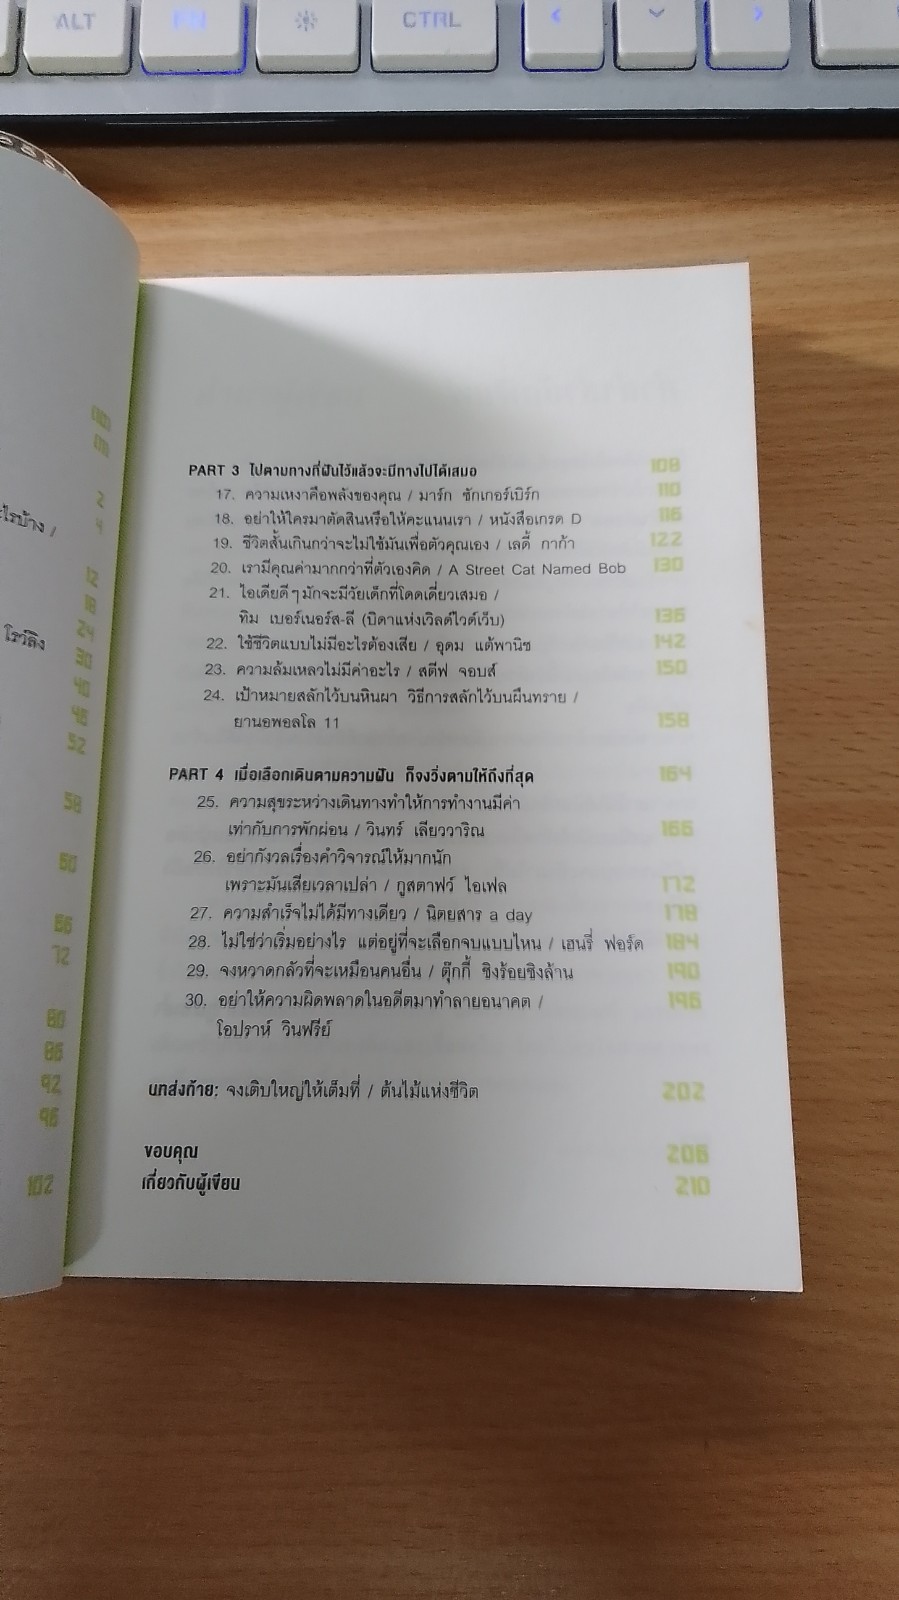 ALT
FN
CTRL
101
2
ะไรบ้าง /
4
12
18
24
โรว์ลิง
30
40
46
52
58
60
66
72
80
86
92
96
102
PART 3 ไปตามทางที่ฝันไว้แล้วจะมีทางไปได้เสมอ 108
17. ความเหงาคือพลังของคุณ / มาร์ก ซักเกอร์เบิร์ก 110
18. อย่าให้ใครมาตัดสินหรือให้คะแนนเรา / หนังสือเกรด D 116
19. ชีวิตสั้นเกินกว่าจะไม่ใช้มันเพื่อตัวคุณเอง / เลดี้ กาก้า 122
20. เรามีคุณค่ามากกว่าที่ตัวเองคิด / A Street Cat Named Bob 130
21. ไอเดียดีๆ มักจะมีวัยเด็กที่โดดเดี่ยวเสมอ /
ทิม เบอร์เนอร์ส-ลี (บิดาแห่งเวิลด์ไวด์เว็บ) 136
22. ใช้ชีวิตแบบไม่มีอะไรต้องเสีย / อุดม แต้พานิช 142
23. ความล้มเหลวไม่มีค่าอะไร / สตีฟ จอบส์ 150
24. เป้าหมายสลักไว้บนหินผา วิธีการสลักไว้บนผืนทราย /
ยานอพอลโล 11 158
PART 4 เมื่อเลือกเดินตามความฝัน ก็จงวิ่งตามให้ถึงที่สุด 164
25. ความสุขระหว่างเดินทางทำให้การทำงานมีค่า
เท่ากับการพักผ่อน / วินทร์ เลียววาริณ 166
26. อย่ากังวลเรื่องคำวิจารณ์ให้มากนัก
เพราะมันเสียเวลาเปล่า / กูสตาฟว์ ไอเฟล 172
27. ความสำเร็จไม่ได้มีทางเดียว / นิตยสาร a day 178
28. ไม่ใช่ว่าเริ่มอย่างไร แต่อยู่ที่จะเลือกจบแบบไหน / เฮนรี่ ฟอร์ด 184
29. จงหวาดกลัวที่จะเหมือนคนอื่น / ตุ๊กกี้ ชิงร้อยชิงล้าน 190
30. อย่าให้ความผิดพลาดในอดีตมาทำลายอนาคต / 196
โอปราห์ วินฟรีย์
บทส่งท้าย: จงเติบใหญ่ให้เต็มที่ / ต้นไม้แห่งชีวิต 202
ขอบคุณ 206
เกี่ยวกับผู้เขียน 210